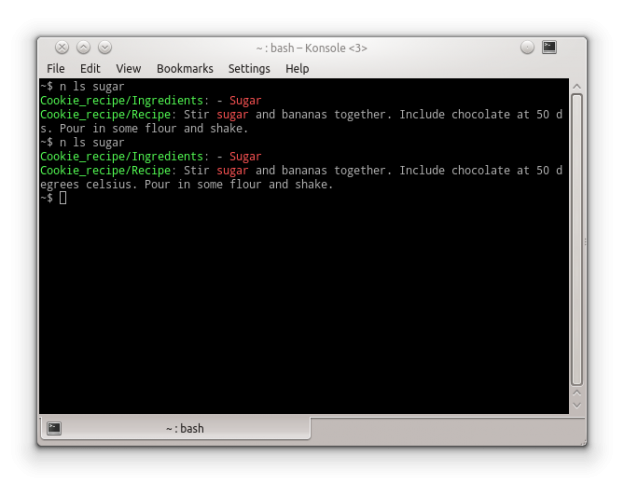 ~ : bash – Konsole <3>
File Edit View Bookmarks Settings Help
~$ n ls sugar
Cookie_recipe/Ingredients: - Sugar
Cookie_recipe/Recipe: Stir sugar and bananas together. Include chocolate at 50 d
s. Pour in some flour and shake.
~$ n ls sugar
Cookie_recipe/Ingredients: - Sugar
Cookie_recipe/Recipe: Stir sugar and bananas together. Include chocolate at 50 d
egrees celsius. Pour in some flour and shake.
~$
~ : bash